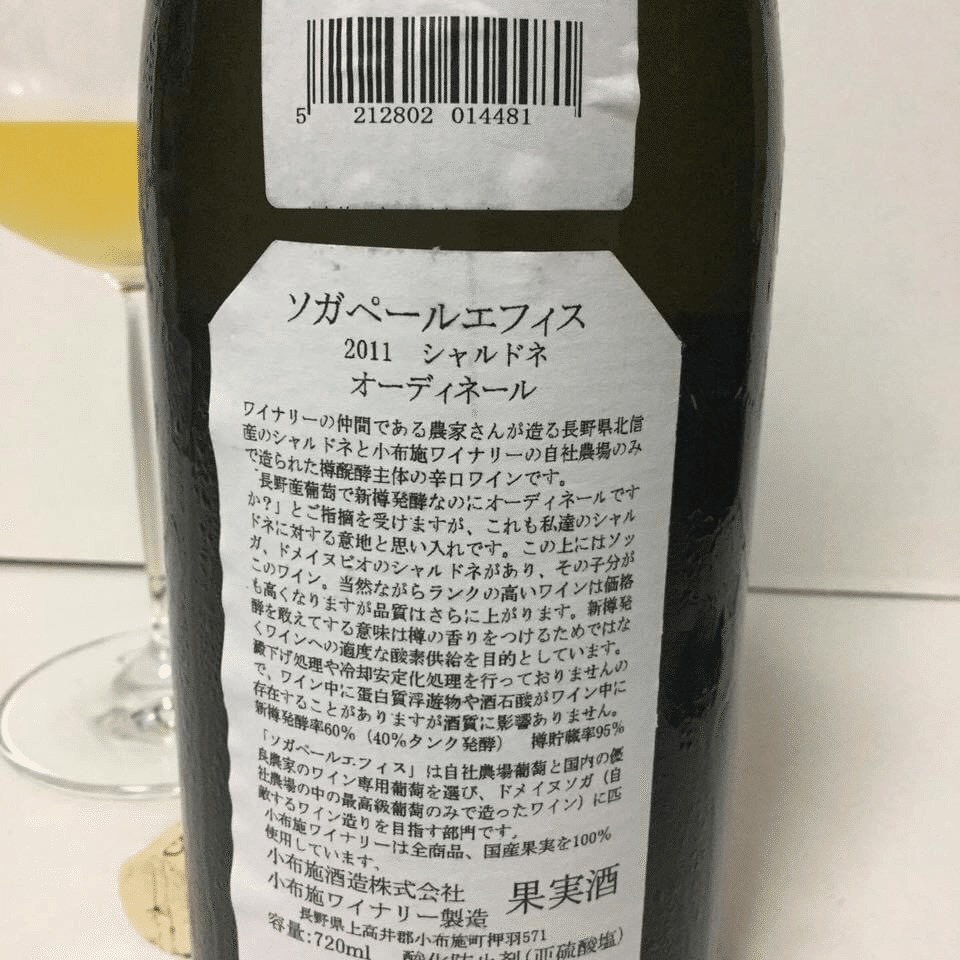 5 212802 014481
ソガペールエフィス
2011 シャルドネ
オーディネール
ワイナリーの仲間である農家さんが造る長野県北信
産のシャルドネと小布施ワイナリーの自社農場のみ
で造られた樽醗酵主体の辛口ワインです。
「長野産葡萄で新樽発酵なのにオーディネールです
か?」とご指摘を受けますが、これも私達のシャル
ドネに対する意地と思い入れです。この上にはソッ
ガ、ドメイヌビオのシャルドネがあり、その子分が
このワイン。当然ながらランクの高いワインは価格
も高くなりますが品質はさらに上がります。新樽発
酵を敢えてする意味は樽の香りをつけるためではな
くワインへの適度な酸素供給を目的としています。
澱下げ処理や冷却安定化処理を行っておりませんの
で、ワイン中に蛋白質浮遊物や酒石酸がワイン中に
存在することがありますが酒質に影響ありません。
新樽発酵率60%(40%タンク発酵) 樽貯蔵率95%
「ソガペールエフィス」は自社農場葡萄と国内の優
良農家のワイン専用葡萄を選び、ドメイヌソガ(自
社農場の中の最高級葡萄のみで造ったワイン)に匹
敵するワイン造りを目指す部門です。
小布施ワイナリーは全商品、国産果実を100%
使用しています。
小布施酒造株式会社 果実酒
小布施ワイナリー製造
長野県上高井郡小布施町押羽571
容量:720ml 酸化防止剤(亜硫酸塩)